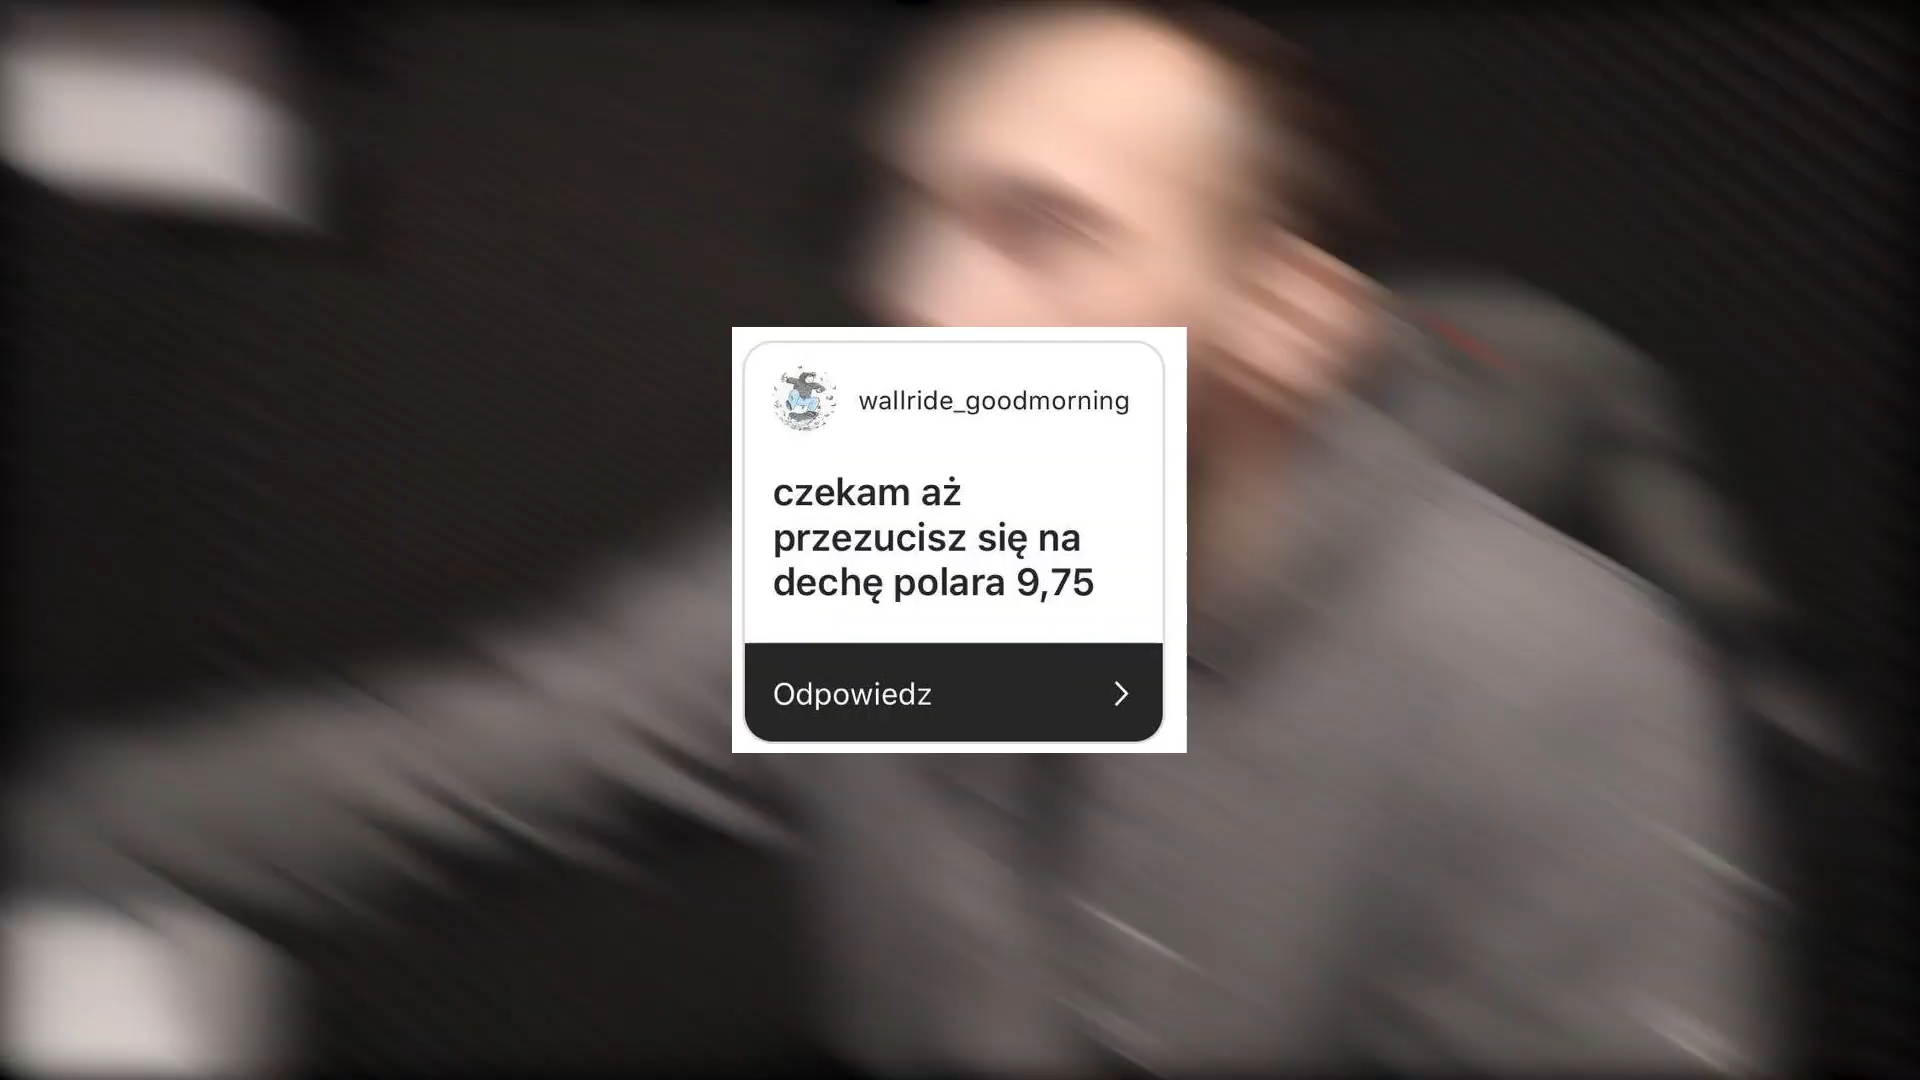 wallride_goodmorning
czekam aż
przezucisz się na
dechę polara 9,75
Odpowiedz